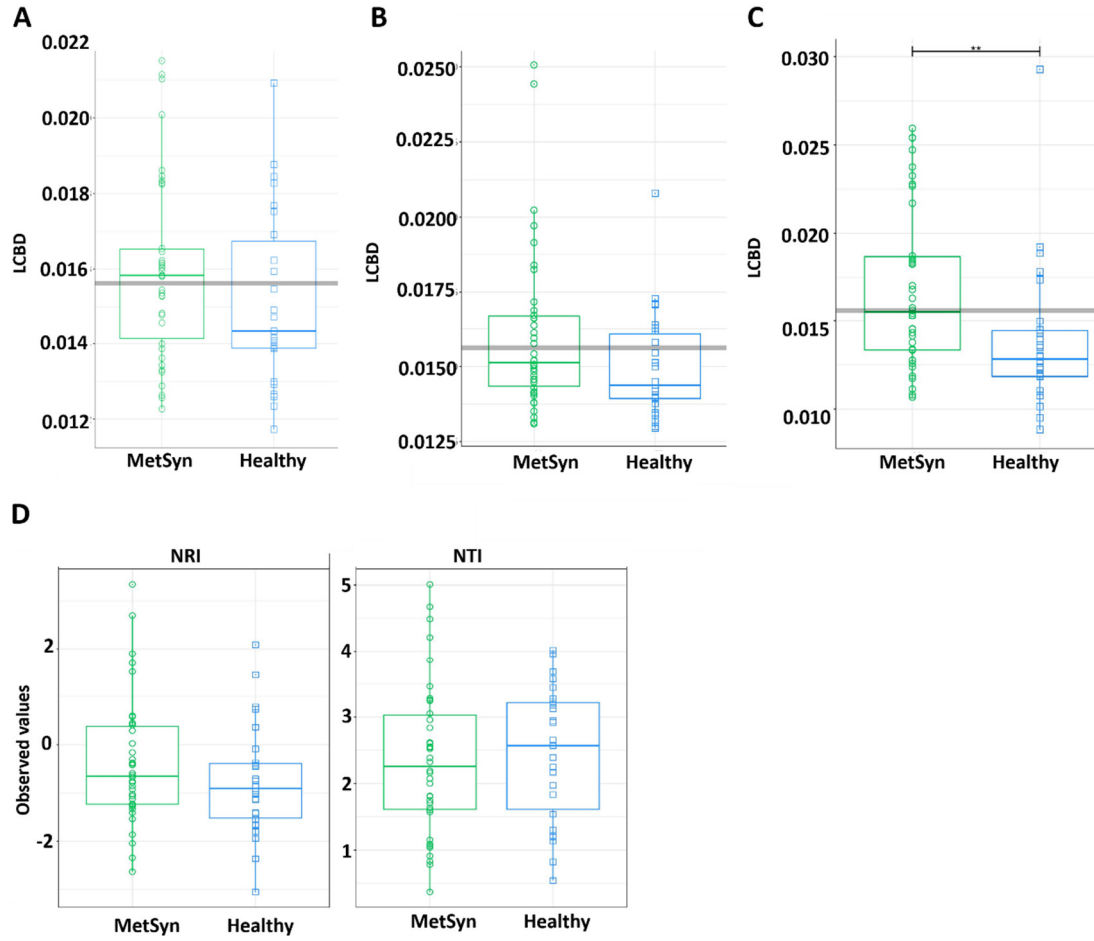 A
0.022
0.020
0.018
0.016
0.014
0.012
LCBD
MetSyn Healthy
B
0.0250
0.0225
0.0200
0.0175
0.0150
0.0125
LCBD
MetSyn Healthy
C
**
0.030
0.025
0.020
0.015
0.010
LCBD
MetSyn Healthy
D
NRI
2
0
-2
Observed values
MetSyn Healthy
NTI
5
4
3
2
1
MetSyn Healthy